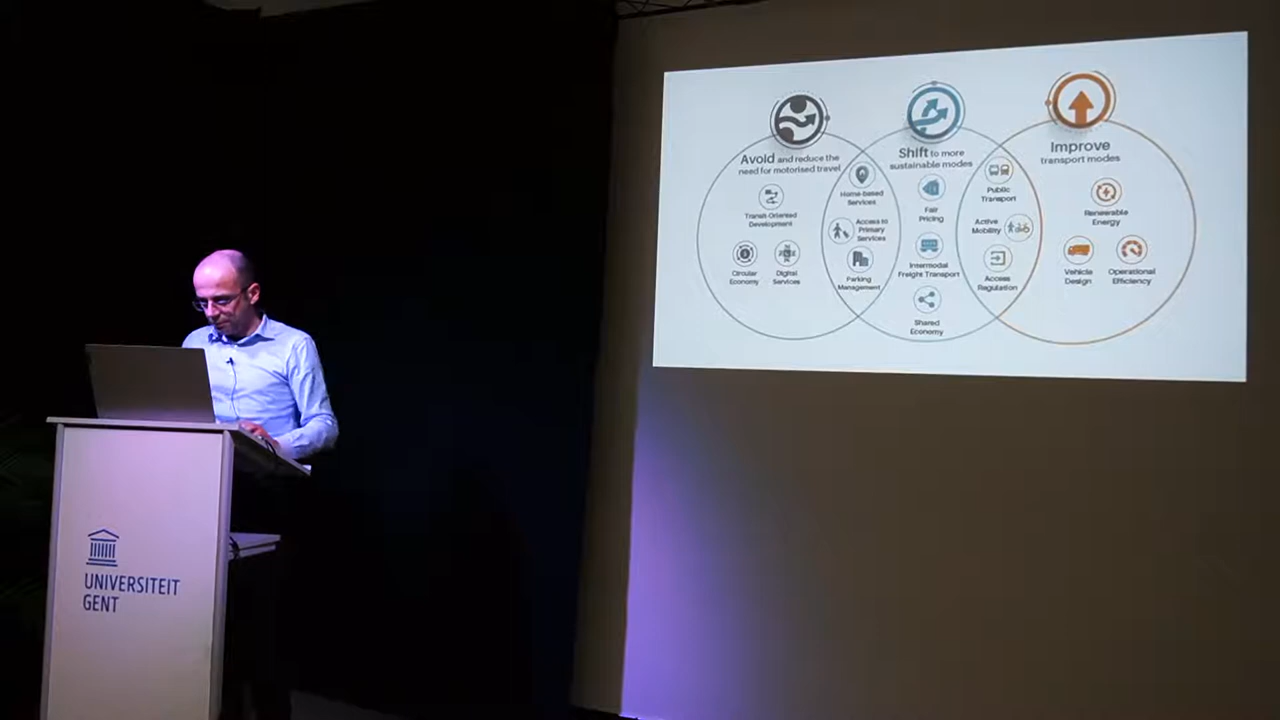 Avoid and reduce the
need for motorised travel
Transit-Oriented
Development
Circular
Economy
Digital
Services
Home-based
Services
Access to
Primary
Services
Parking
Management
Shift to more
sustainable modes
Fair
Pricing
Intermodal
Freight Transport
Shared
Economy
Public
Transport
Active
Mobility
Access
Regulation
Improve
transport modes
Renewable
Energy
Vehicle
Design
Operational
Efficiency
UNIVERSITEIT
GENT